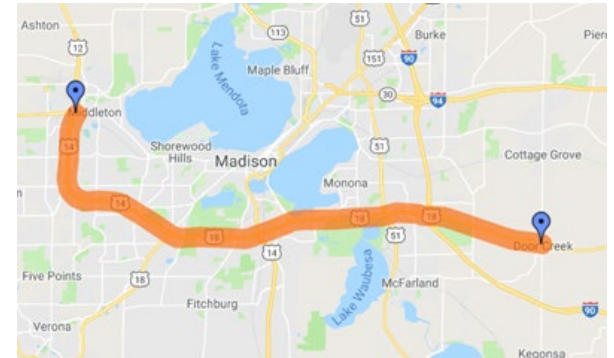 Ashton
12
113
Burke
Pier
Lake Mendota
Maple Bluff
151
90
30
94
Middleton
14
Shorewood
Hills
Madison
Cottage Grove
14
Monona
18
18
18
Door Creek
51
51
Five Points
18
14
McFarland
Lake Waubesa
90
Fitchburg
Verona
Kegonsa